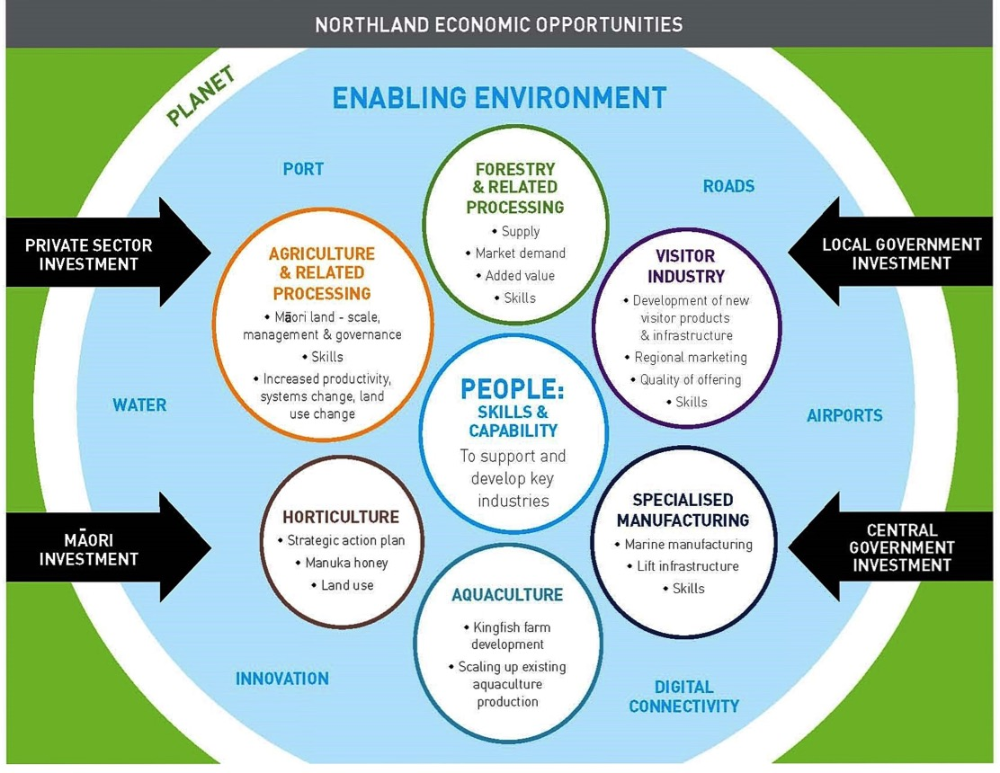 NORTHLAND ECONOMIC OPPORTUNITIES
PLANET
ENABLING ENVIRONMENT
PORT
ROADS
PRIVATE SECTOR
INVESTMENT
LOCAL GOVERNMENT
INVESTMENT
FORESTRY
& RELATED
PROCESSING
• Supply
• Market demand
• Added value
• Skills
AGRICULTURE
& RELATED
PROCESSING
• Māori land - scale,
management & governance
• Skills
• Increased productivity,
systems change, land
use change
VISITOR
INDUSTRY
• Development of new
visitor products
& infrastructure
• Regional marketing
• Quality of offering
• Skills
WATER
PEOPLE:
SKILLS &
CAPABILITY
To support and
develop key
industries
AIRPORTS
MĀORI
INVESTMENT
HORTICULTURE
• Strategic action plan
• Manuka honey
• Land use
SPECIALISED
MANUFACTURING
• Marine manufacturing
• Lift infrastructure
• Skills
CENTRAL
GOVERNMENT
INVESTMENT
AQUACULTURE
• Kingfish farm
development
• Scaling up existing
aquaculture
production
INNOVATION
DIGITAL
CONNECTIVITY